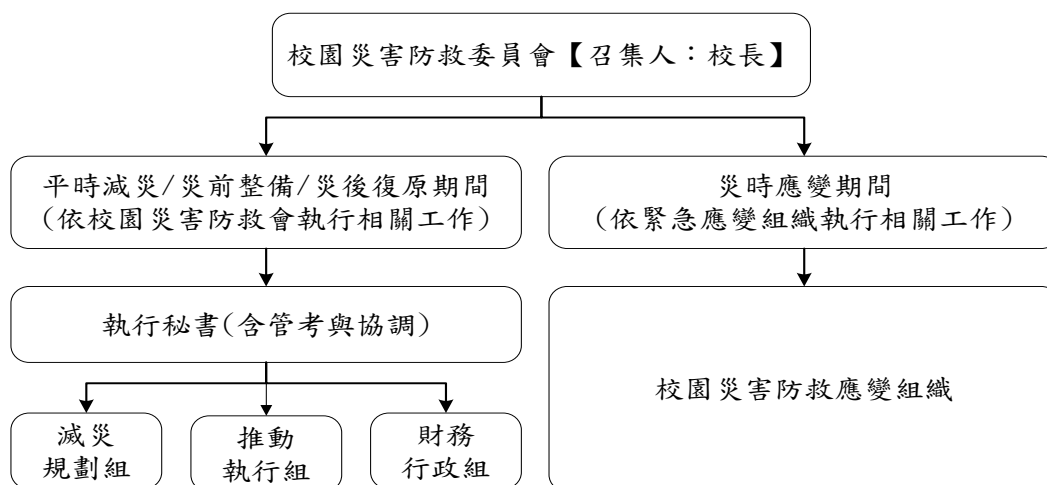 校園災害防救委員會【召集人：校長】
平時減災/災前整備/災後復原期間
(依校園災害防救會執行相關工作)
災時應變期間
(依緊急應變組織執行相關工作)
執行秘書(含管考與協調)
校園災害防救應變組織
減災
規劃組
推動
執行組
財務
行政組